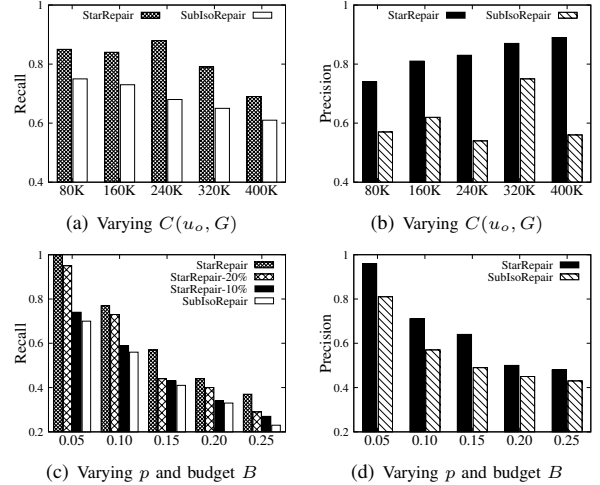 StarRepair SubIsoRepair
Recall
1
0.8
0.6
0.4
80K 160K 240K 320K 400K
(a) Varying C(u_o, G)
StarRepair SubIsoRepair
Precision
1
0.8
0.6
0.4
80K 160K 240K 320K 400K
(b) Varying C(u_o, G)
StarRepair
StarRepair-20%
StarRepair-10%
SubIsoRepair
Recall
1
0.8
0.6
0.4
0.2
0.05 0.10 0.15 0.20 0.25
(c) Varying p and budget B
StarRepair
SubIsoRepair
Precision
1
0.8
0.6
0.4
0.2
0.05 0.10 0.15 0.20 0.25
(d) Varying p and budget B